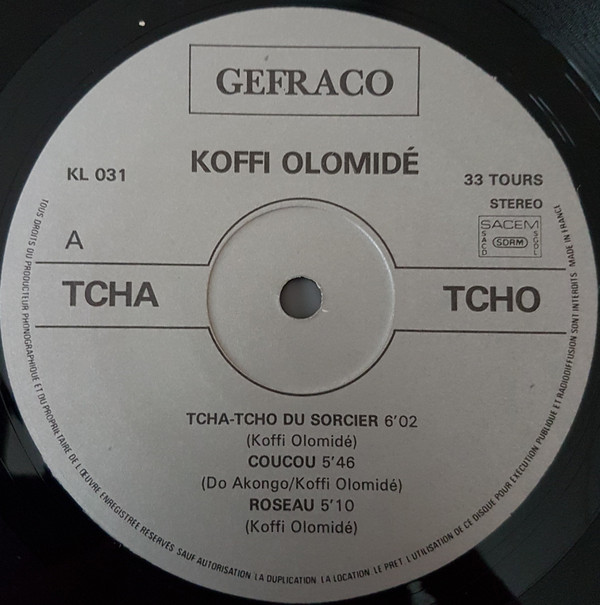 GEFRACO
KOFFI OLOMIDÉ
KL 031
33 TOURS
STEREO
SACEM
SACD
SDRM
SGDL
A
TCHA
TCHO
TCHA-TCHO DU SORCIER 6'02
(Koffi Olomidé)
COUCOU 5'46
(Do Akongo/Koffi Olomidé)
ROSEAU 5'10
(Koffi Olomidé)
TOUS DROITS DU PRODUCTEUR PHONOGRAPHIQUE ET DU PROPRIETAIRE DE L'ŒUVRE ENREGISTREE RESERVES SAUF AUTORISATION LA DUPLICATION LA LOCATION LE PRET L'UTILISATION DE CE DISQUE POUR EXECUTION PUBLIQUE ET RADIODIFFUSION SONT INTERDITS MADE IN FRANCE